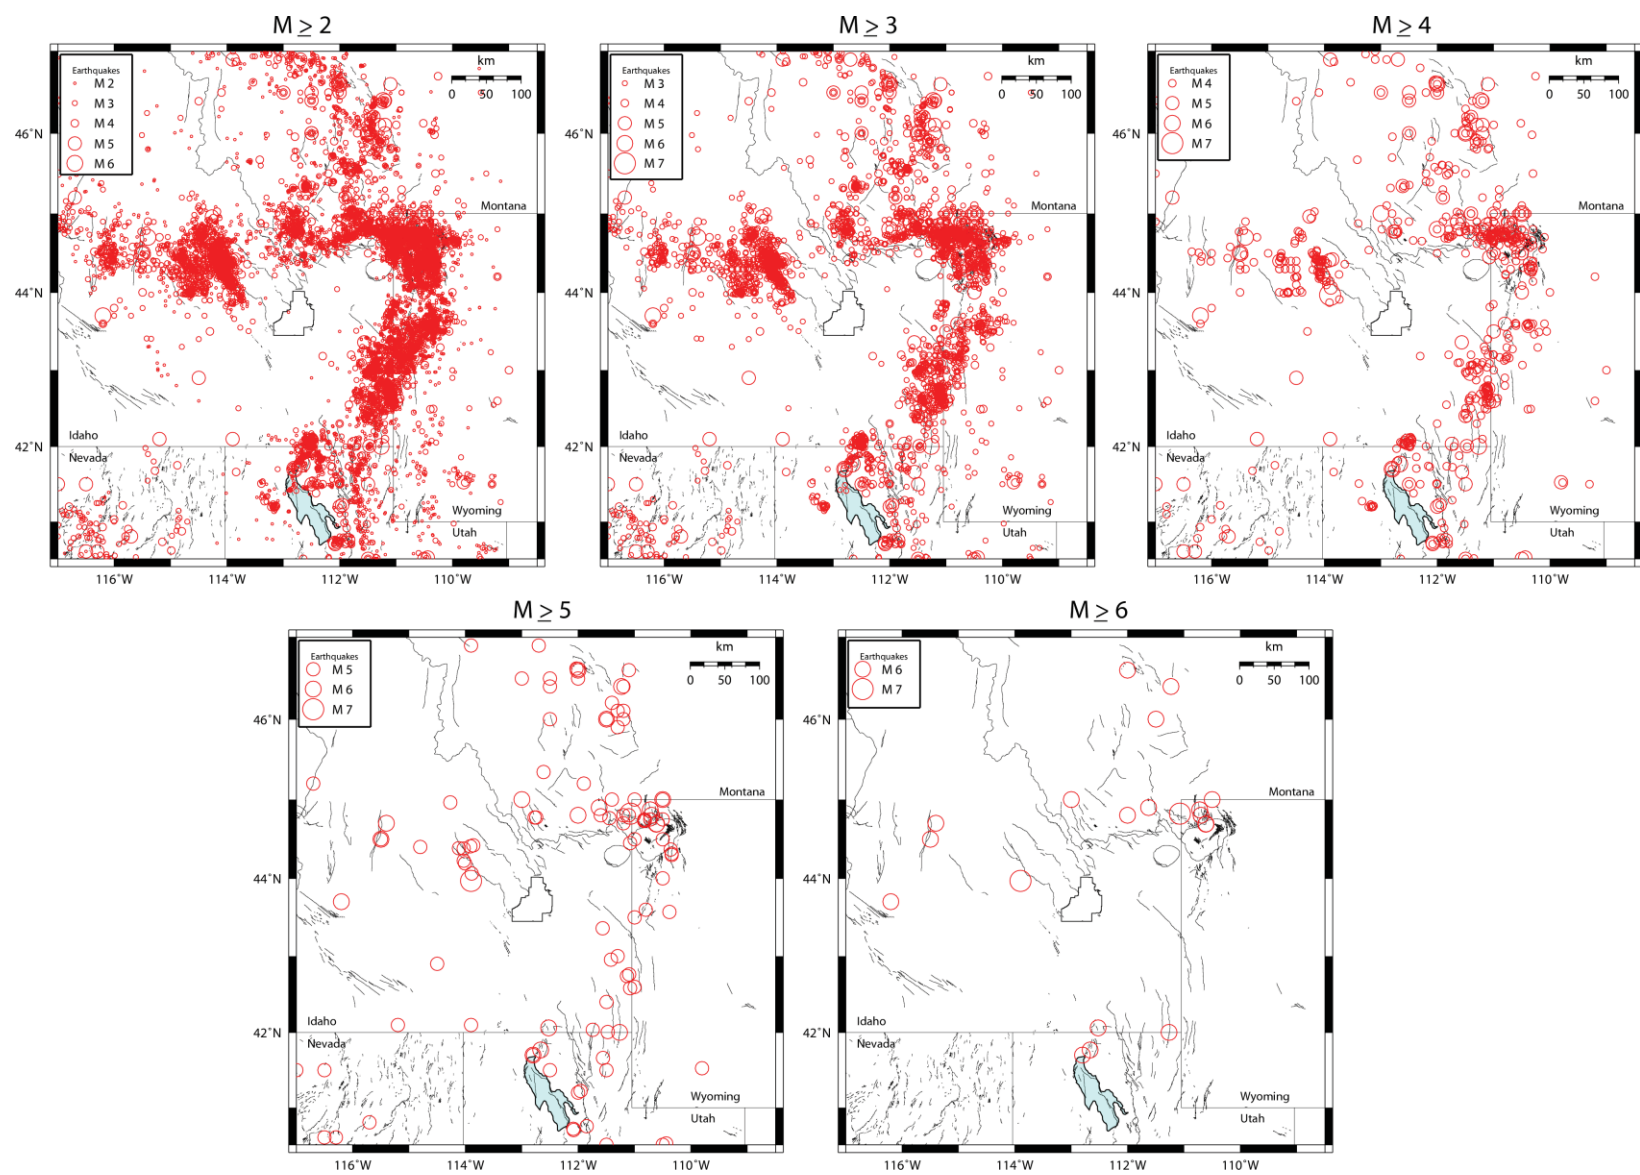 M ≥ 2
Earthquakes
M 2
M 3
M 4
M 5
M 6
km
0 50 100
46°N
44°N
42°N
Montana
Idaho
Nevada
Wyoming
Utah
116°W 114°W 112°W 110°W
M ≥ 3
Earthquakes
M 3
M 4
M 5
M 6
M 7
km
0 50 100
46°N
44°N
42°N
Montana
Idaho
Nevada
Wyoming
Utah
116°W 114°W 112°W 110°W
M ≥ 4
Earthquakes
M 4
M 5
M 6
M 7
km
0 50 100
46°N
44°N
42°N
Montana
Idaho
Nevada
Wyoming
Utah
116°W 114°W 112°W 110°W
M ≥ 5
Earthquakes
M 5
M 6
M 7
km
0 50 100
46°N
44°N
42°N
Montana
Idaho
Nevada
Wyoming
Utah
116°W 114°W 112°W 110°W
M ≥ 6
Earthquakes
M 6
M 7
km
0 50 100
46°N
44°N
42°N
Montana
Idaho
Nevada
Wyoming
Utah
116°W 114°W 112°W 110°W